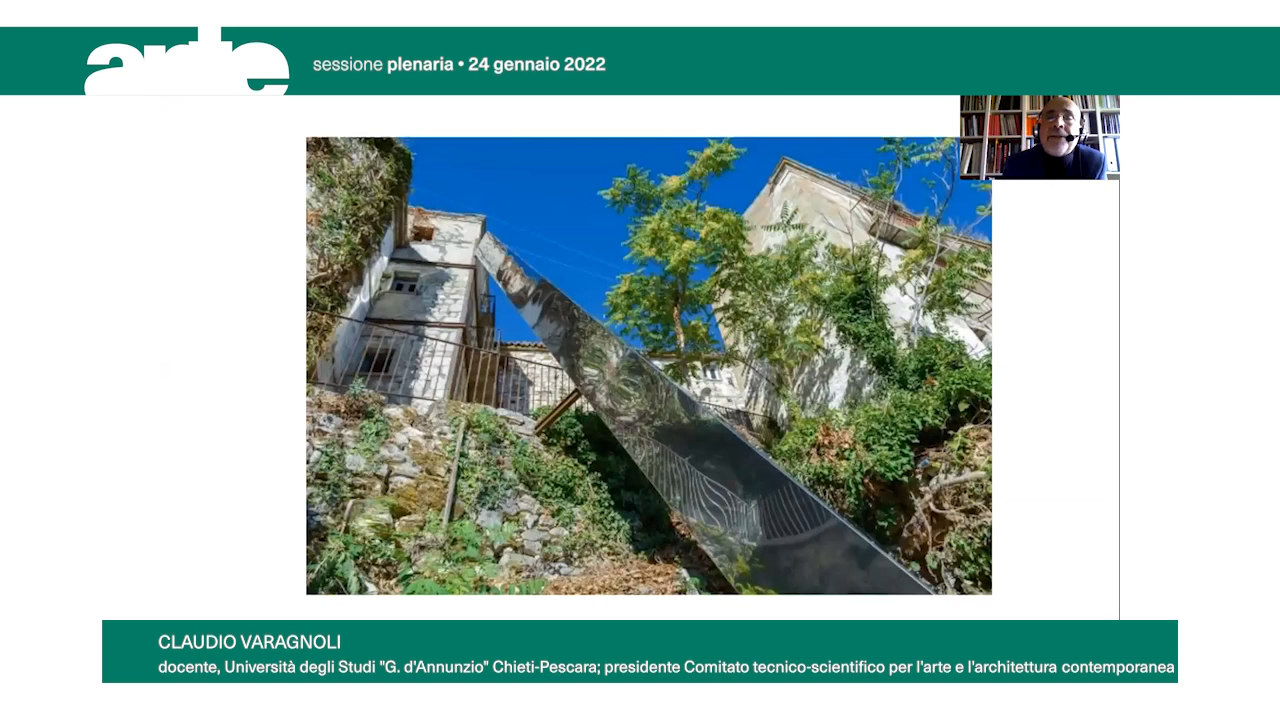 arte
sessione plenaria • 24 gennaio 2022
CLAUDIO VARAGNOLI
docente, Università degli Studi "G. d'Annunzio" Chieti-Pescara; presidente Comitato tecnico-scientifico per l'arte e l'architettura contemporanea